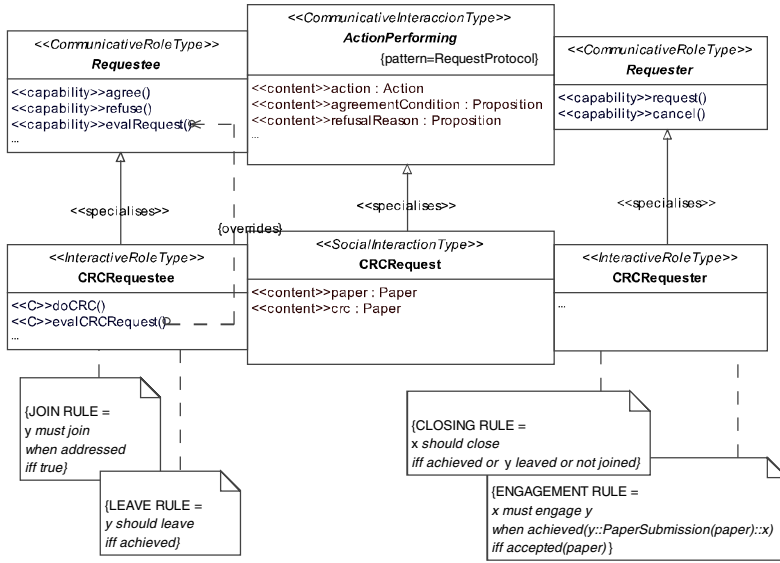 <<CommunicativeRoleType>>
Requestee
<<capability>>agree()
<<capability>>refuse()
<<capability>>evalRequest()
...
<<CommunicativeInteraccionType>>
ActionPerforming
{pattern=RequestProtocol}
<<content>>action : Action
<<content>>agreementCondition : Proposition
<<content>>refusalReason : Proposition
...
<<CommunicativeRoleType>>
Requester
<<capability>>request()
<<capability>>cancel()
<<specialises>>
<<specialises>>
<<specialises>>
{overrides}
<<InteractiveRoleType>>
CRCRequestee
<<C>>doCRC()
<<C>>evalCRCRequest()
...
<<SocialInteractionType>>
CRCRequest
<<content>>paper : Paper
<<content>>crc : Paper
<<InteractiveRoleType>>
CRCRequester
...
{JOIN RULE =
y must join
when addressed
iff true}
{LEAVE RULE =
y should leave
iff achieved}
{CLOSING RULE =
x should close
iff achieved or y leaved or not joined}
{ENGAGEMENT RULE =
x must engage y
when achieved(y::PaperSubmission(paper)::x)
iff accepted(paper) }